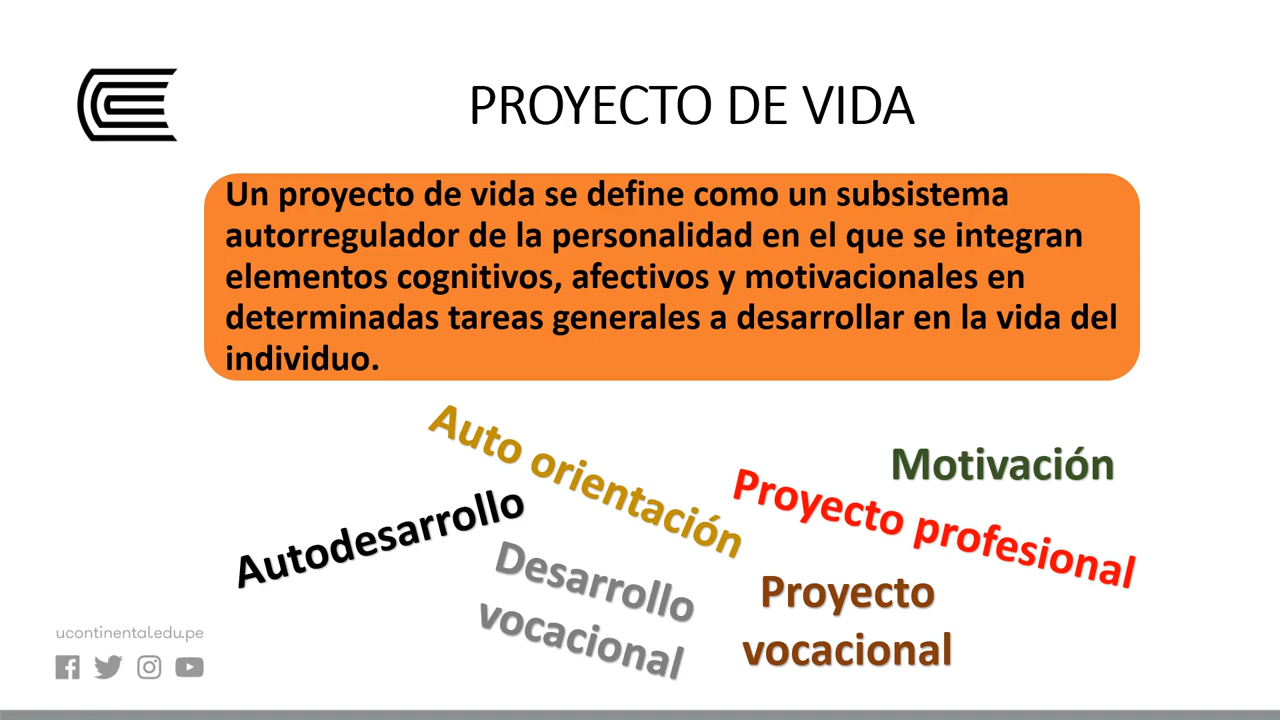 PROYECTO DE VIDA
Un proyecto de vida se define como un subsistema
autorregulador de la personalidad en el que se integran
elementos cognitivos, afectivos y motivacionales en
determinadas tareas generales a desarrollar en la vida del
individuo.
Auto orientación
Motivación
Proyecto profesional
Autodesarrollo
Desarrollo
vocacional
Proyecto
vocacional
ucontinental.edu.pe